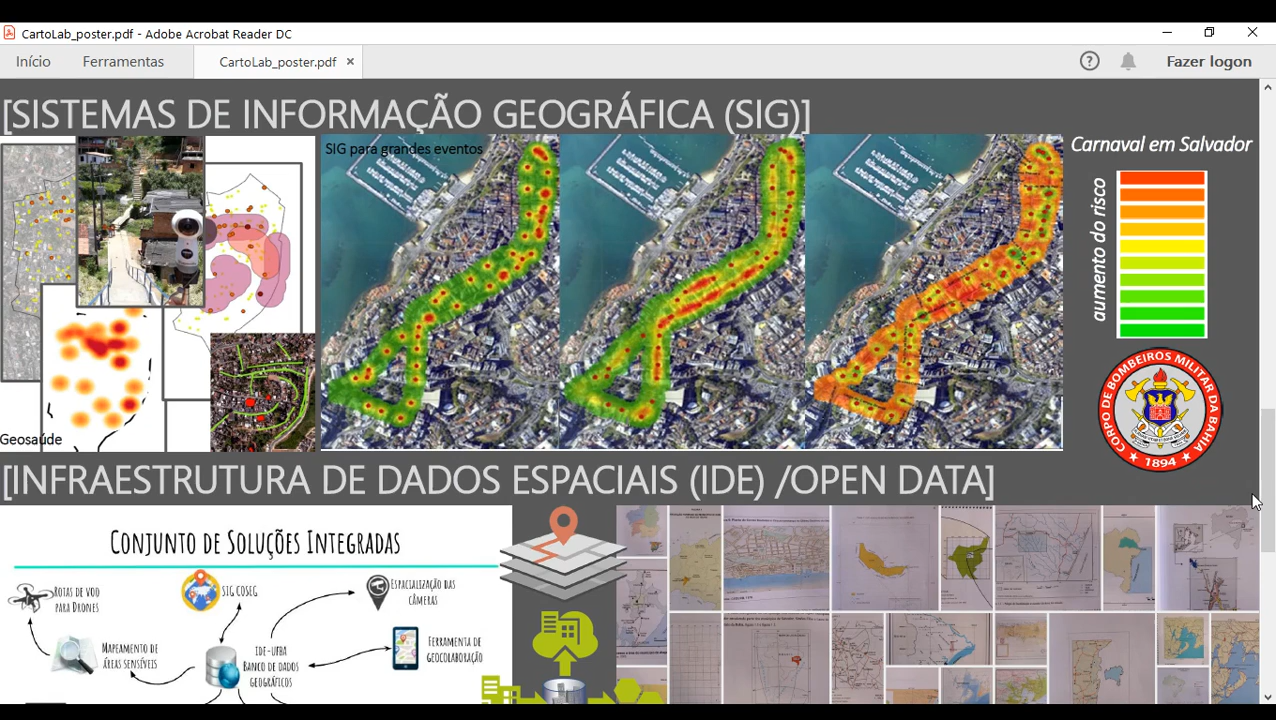 CartoLab_poster.pdf - Adobe Acrobat Reader DC
Início
Ferramentas
CartoLab_poster.pdf
Fazer logon
[SISTEMAS DE INFORMAÇÃO GEOGRÁFICA (SIG)]
SIG para grandes eventos
Carnaval em Salvador
aumento do risco
Geosaúde
CORPO DE BOMBEIROS MILITAR DA BAHIA
1894
[INFRAESTRUTURA DE DADOS ESPACIAIS (IDE) /OPEN DATA]
CONJUNTO DE SOLUÇÕES INTEGRADAS
ROTAS DE VOO
PARA DRONES
SIG COSEG
ESPACIALIZAÇÃO DAS
CÂMERAS
MAPEAMENTO DE
ÁREAS SENSÍVEIS
IDE-UFBA
BANCO DE DADOS
GEOGRÁFICOS
FERRAMENTA DE
GEOCOLABORAÇÃO